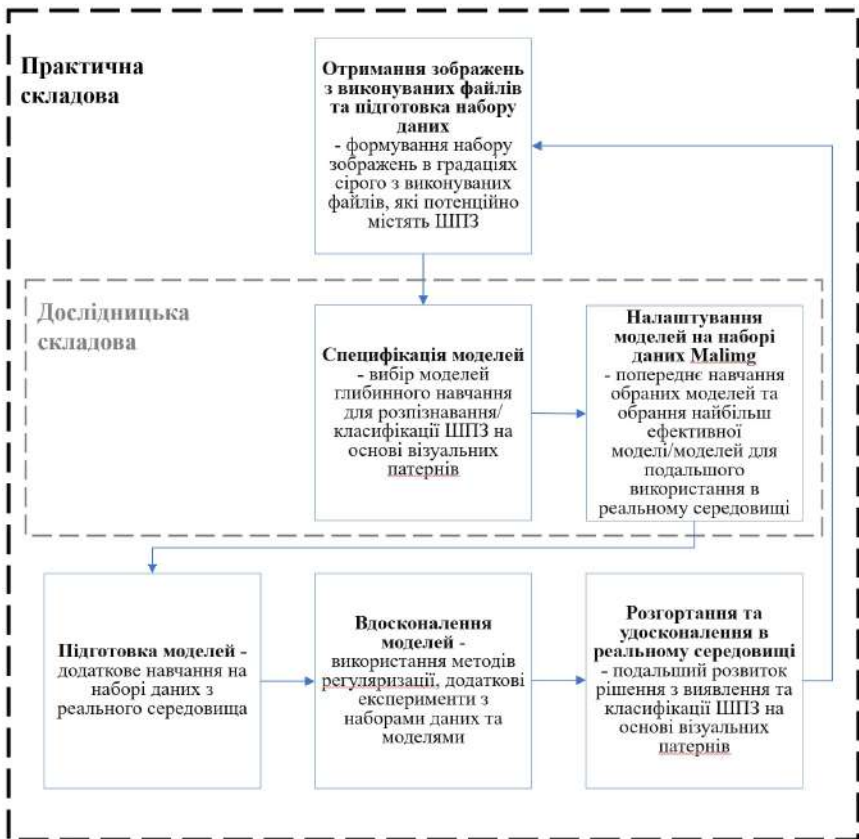 Практична
складова
Отримання зображень
з виконуваних файлів
та підготовка набору
даних
- формування набору
зображень в градаціях
сірого з виконуваних
файлів, які потенційно
містять ШПЗ
Дослідницька
складова
Специфікація моделей
- вибір моделей
глибинного навчання
для розпізнавання/
класифікації ШПЗ на
основі візуальних
патернів
Налаштування
моделей на наборі
даних Malimg
- попереднє навчання
обраних моделей та
обрання найбільш
ефективної
моделі/моделей для
подальшого
використання в
реальному середовищі
Підготовка моделей -
додаткове навчання на
наборі даних з
реального середовища
Вдосконалення
моделей -
використання методів
регуляризації, додаткові
експерименти з
наборами даних та
моделями
Розгортання та
удосконалення в
реальному середовищі
- подальший розвиток
рішення з виявлення та
класифікації ШПЗ на
основі візуальних
патернів